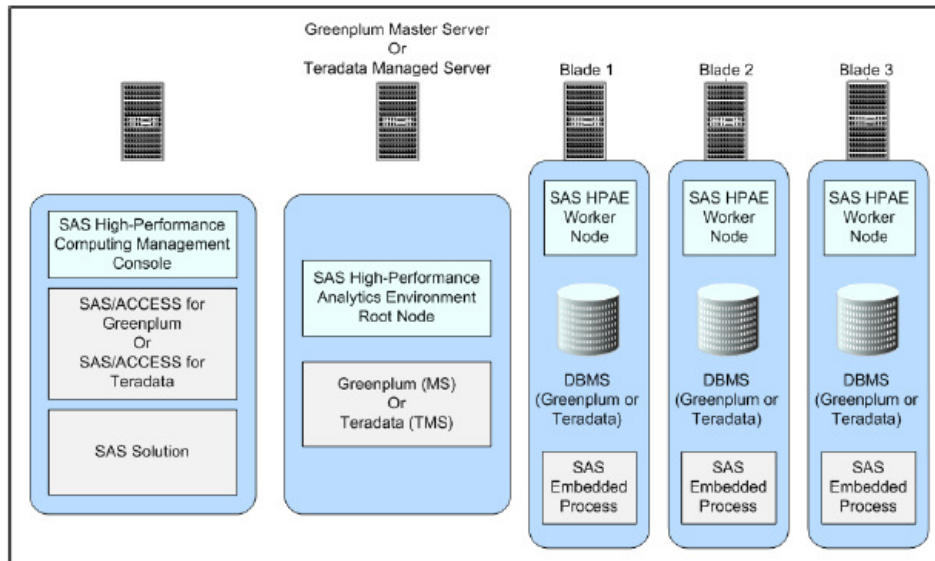 Greenplum Master Server
Or
Teradata Managed Server
Blade 1
Blade 2
Blade 3
SAS High-Performance
Computing Management
Console
SAS/ACCESS for
Greenplum
Or
SAS/ACCESS for
Teradata
SAS Solution
SAS High-Performance
Analytics Environment
Root Node
Greenplum (MS)
Or
Teradata (TMS)
SAS HPAE
Worker
Node
DBMS
(Greenplum or
Teradata)
SAS
Embedded
Process
SAS HPAE
Worker
Node
DBMS
(Greenplum or
Teradata)
SAS
Embedded
Process
SAS HPAE
Worker
Node
DBMS
(Greenplum or
Teradata)
SAS
Embedded
Process